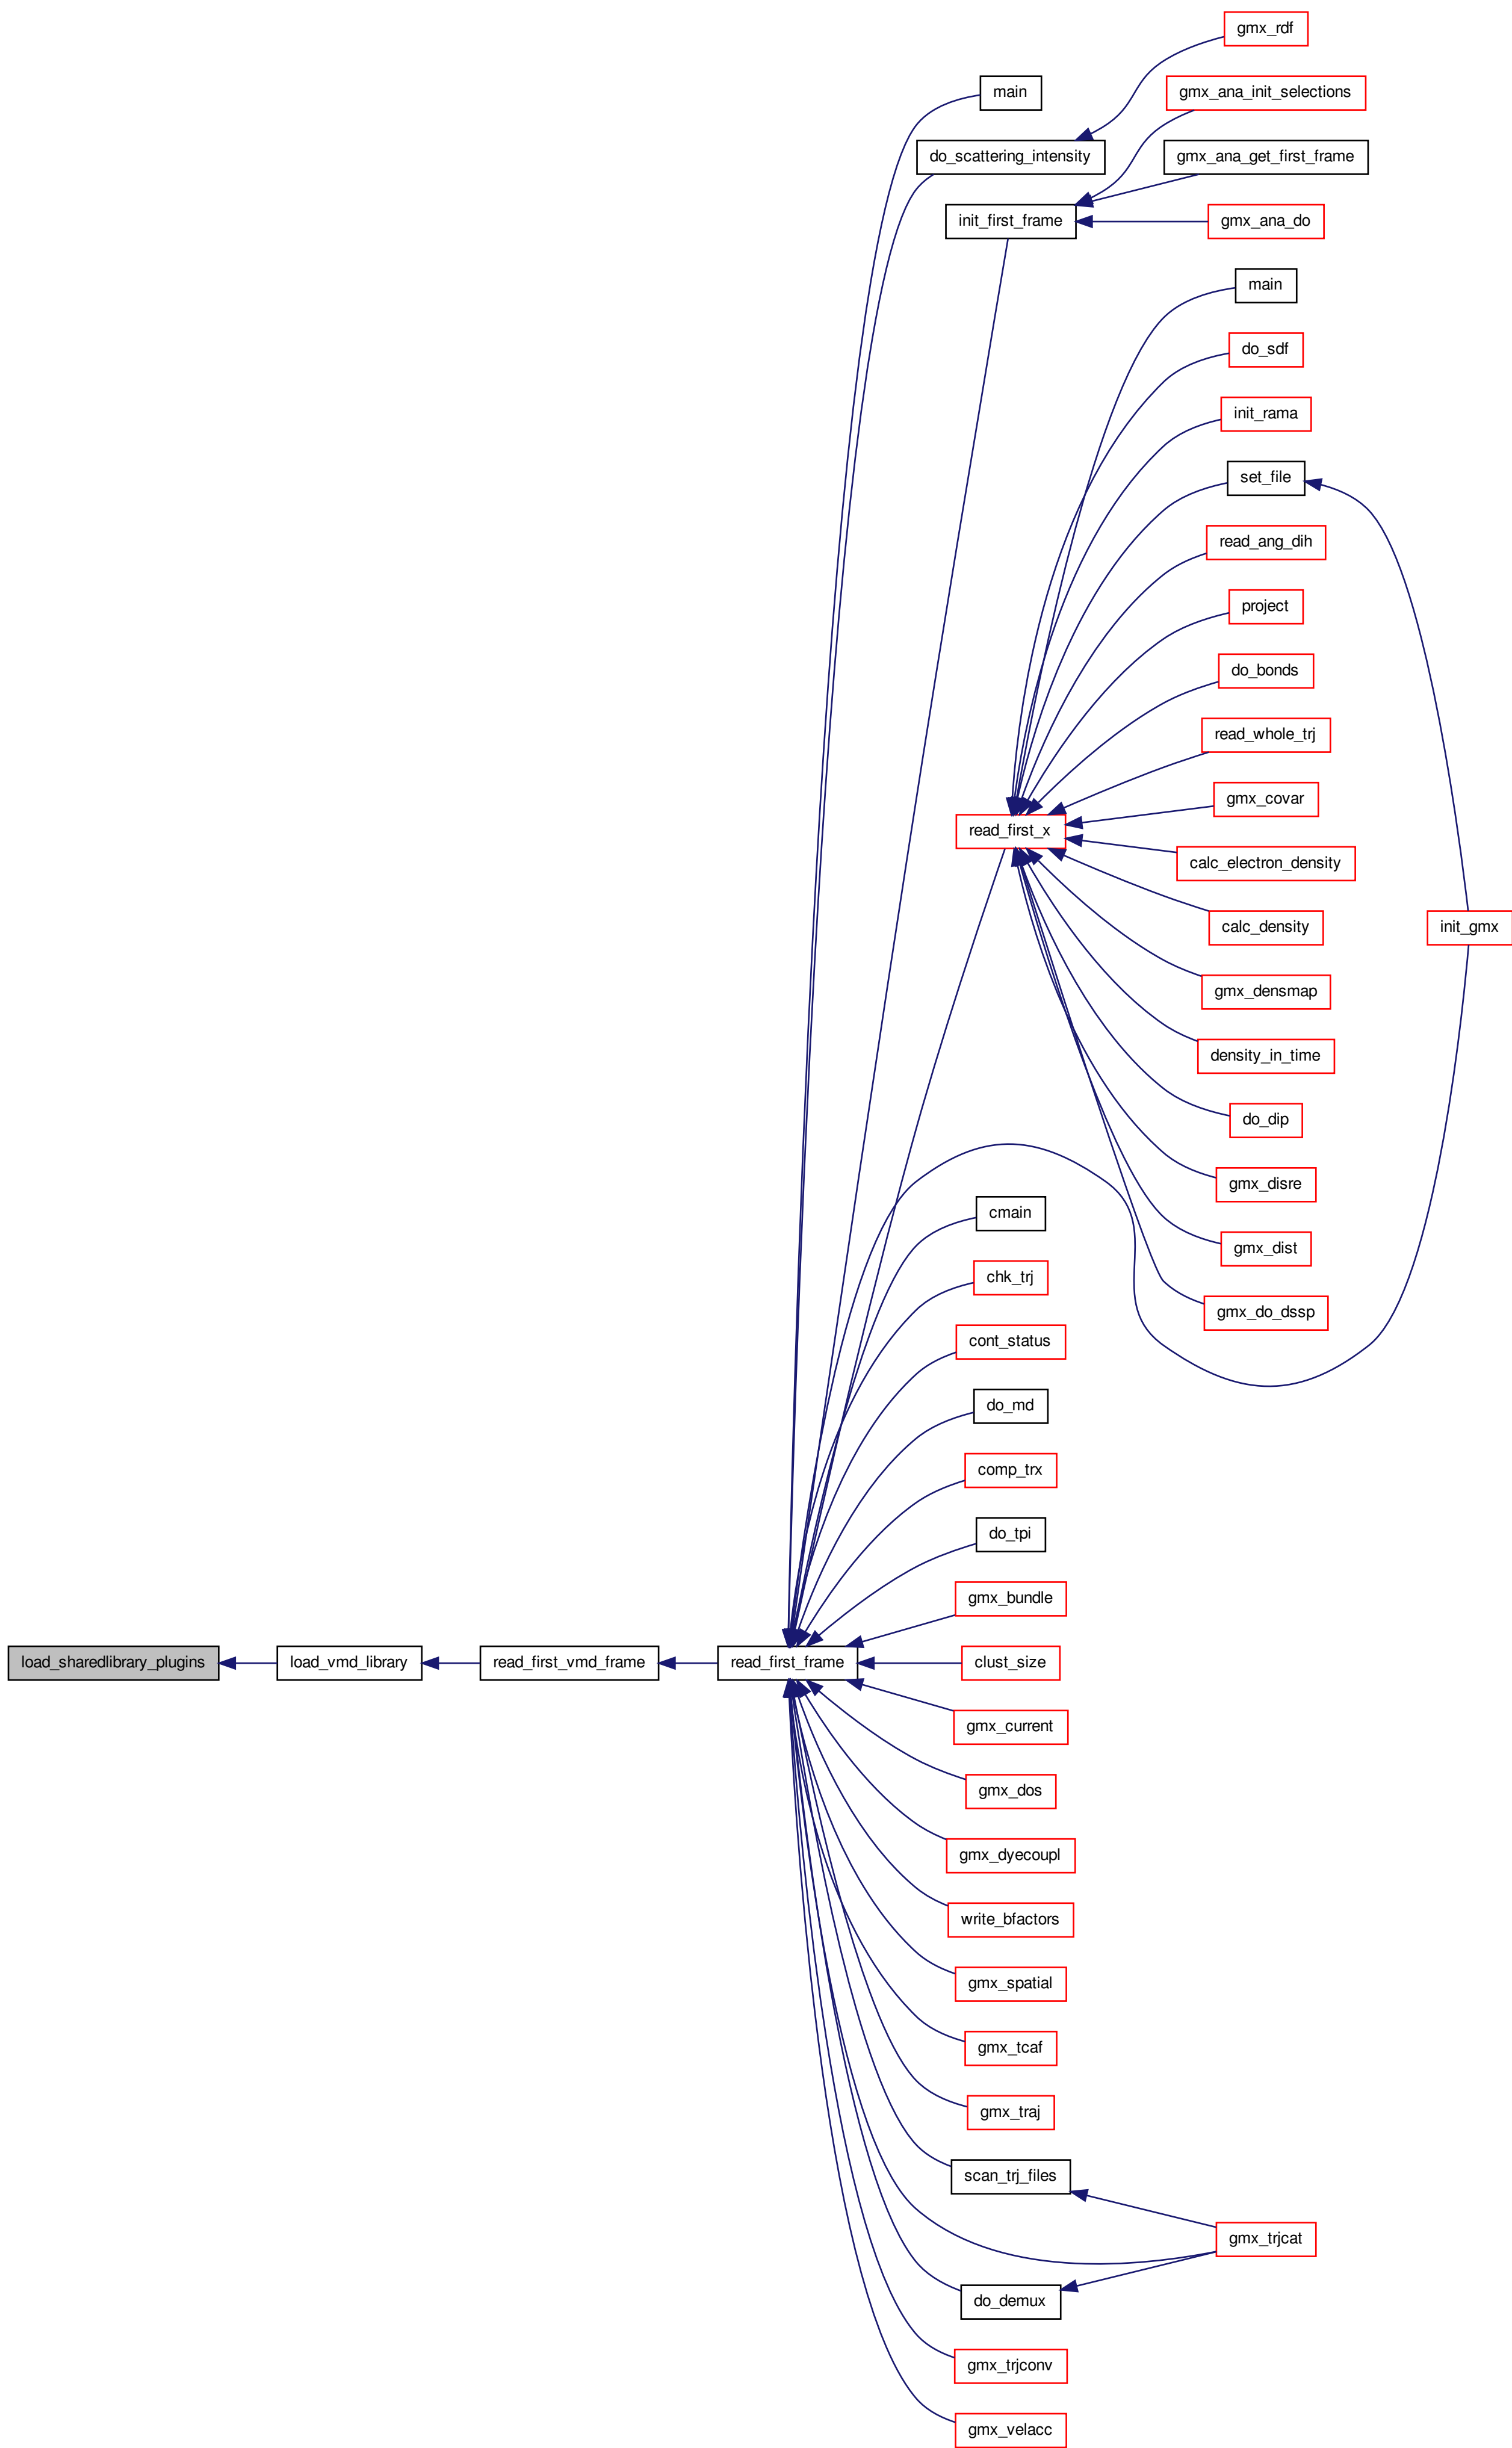 gmx_rdf
main
gmx_ana_init_selections
do_scattering_intensity
gmx_ana_get_first_frame
init_first_frame
gmx_ana_do
main
do_sdf
init_rama
set_file
read_ang_dih
project
do_bonds
read_whole_trj
gmx_covar
read_first_x
calc_electron_density
calc_density
init_gmx
gmx_densmap
density_in_time
do_dip
gmx_disre
cmain
gmx_dist
chk_trj
gmx_do_dssp
cont_status
do_md
comp_trx
do_tpi
gmx_bundle
load_sharedlibrary_plugins
load_vmd_library
read_first_vmd_frame
read_first_frame
clust_size
gmx_current
gmx_dos
gmx_dyecoupl
write_bfactors
gmx_spatial
gmx_tcaf
gmx_traj
scan_trj_files
gmx_trjcat
do_demux
gmx_trjconv
gmx_velacc